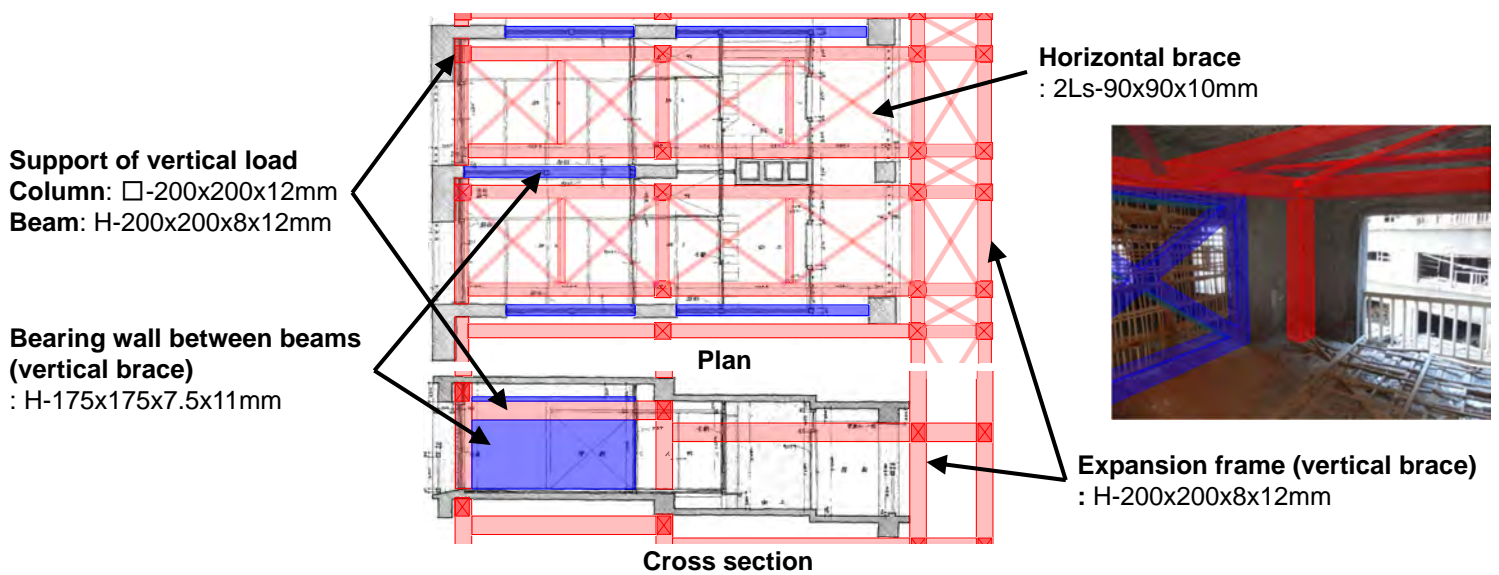 Horizontal brace
: 2Ls-90x90x10mm
Support of vertical load
Column: □-200x200x12mm
Beam: H-200x200x8x12mm
Bearing wall between beams
(vertical brace)
: H-175x175x7.5x11mm
Plan
Expansion frame (vertical brace)
: H-200x200x8x12mm
Cross section